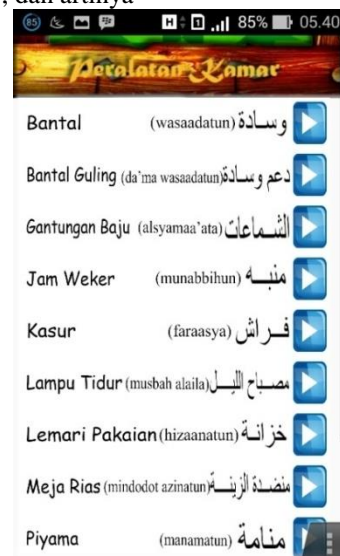 , dan artinya
85 H 1 85% 05.40
Peralatan Kamar
Bantal (wasaadatun) وسادة
Bantal Guling (da'ma wasaadatun) دعم وسادة
Gantungan Baju (alsyamaa'ata) الشماعات
Jam Weker (munabbihun) منبه
Kasur (faraasya) فراش
Lampu Tidur (musbah alaila) مصباح الليل
Lemari Pakaian (hizaanatun) خزانة
Meja Rias (mindodot azinatun) منضدة الزينة
Piyama (manamatun) منامة